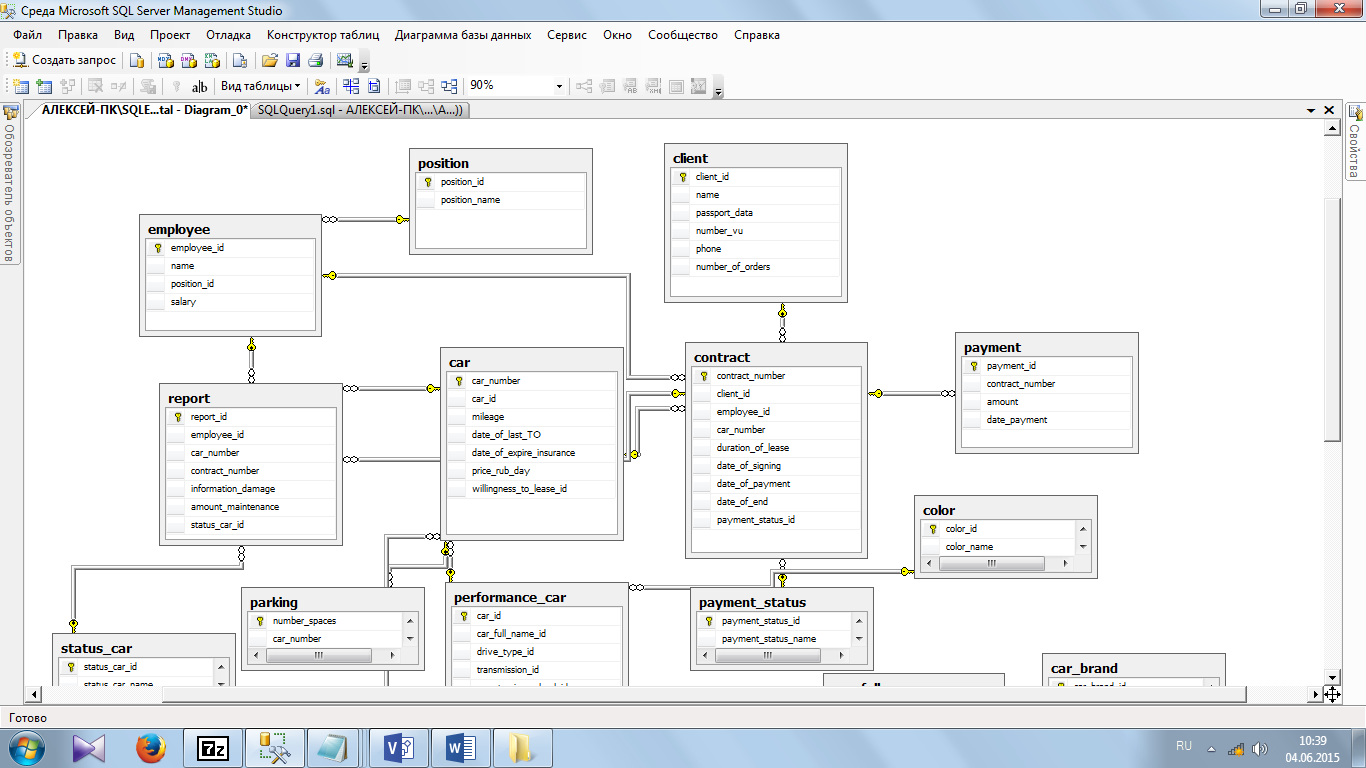 Среда Microsoft SQL Server Management Studio
Файл Правка Вид Проект Отладка Конструктор таблиц Диаграмма базы данных Сервис Окно Сообщество Справка
Создать запрос
ab Вид таблицы 90%
АЛЕКСЕЙ-ПК\SQLE...tal - Diagram_0* SQLQuery1.sql - АЛЕКСЕЙ-ПК\...\A...))
Обозреватель объектов
Свойства
position
position_id
position_name
client
client_id
name
passport_data
number_vu
phone
number_of_orders
employee
employee_id
name
position_id
salary
car
car_number
car_id
mileage
date_of_last_TO
date_of_expire_insurance
price_rub_day
willingness_to_lease_id
contract
contract_number
client_id
employee_id
car_number
duration_of_lease
date_of_signing
date_of_payment
date_of_end
payment_status_id
payment
payment_id
contract_number
amount
date_payment
report
report_id
employee_id
car_number
contract_number
information_damage
amount_maintenance
status_car_id
color
color_id
color_name
parking
number_spaces
car_number
performance_car
car_id
car_full_name_id
drive_type_id
transmission_id
payment_status
payment_status_id
payment_status_name
status_car
status_car_id
status_car_name
car_brand
car_brand_id
Готово
7z
RU
10:39
04.06.2015